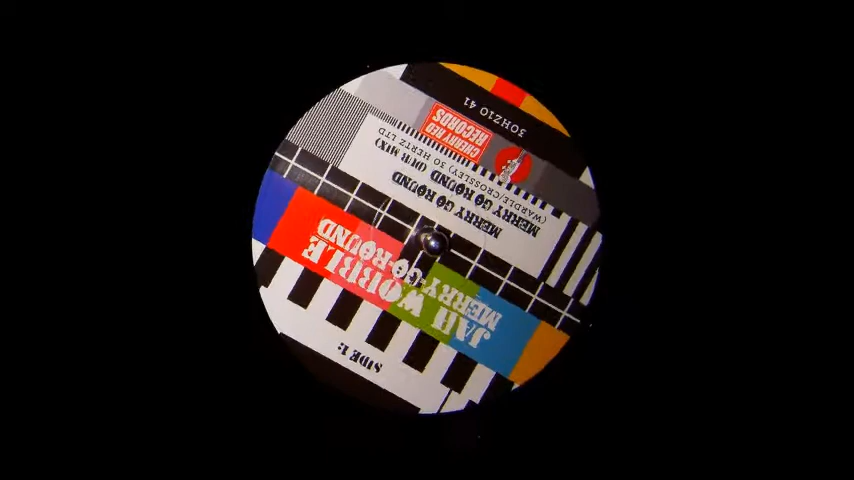 SIDE 1:
JAH WOBBLE
MERRY-GO-ROUND
MERRY GO ROUND
MERRY GO ROUND (DUB MIX)
(WARDLE/CROSSLEY) 30 HERTZ LTD
CHERRY RED
RECORDS
30HZ10 41